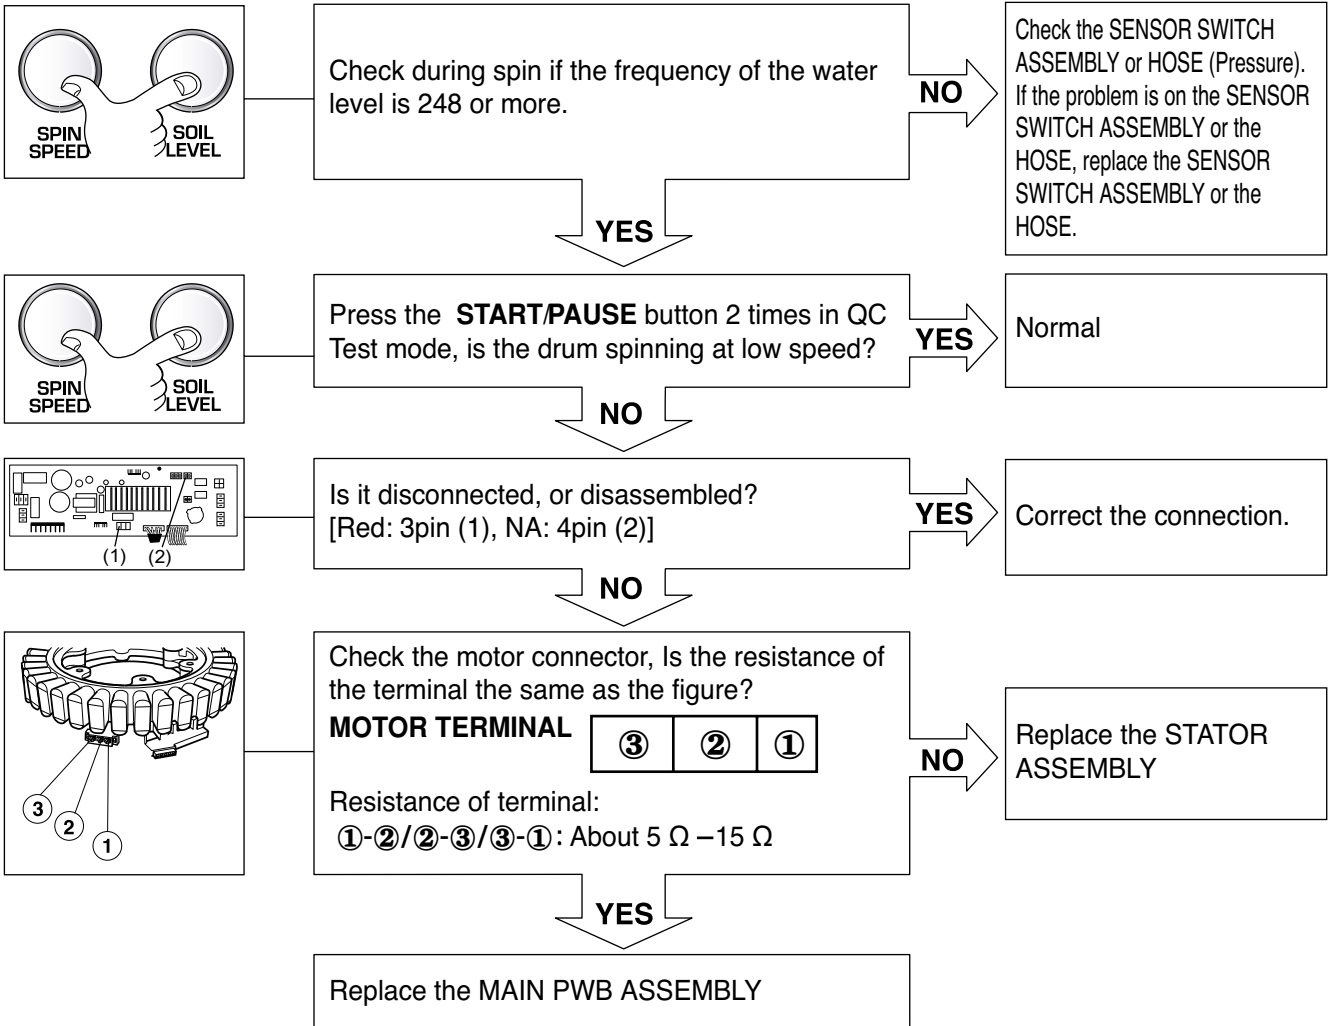 SPIN
SPEED
SOIL
LEVEL
Check during spin if the frequency of the water
level is 248 or more.
NO
Check the SENSOR SWITCH
ASSEMBLY or HOSE (Pressure).
If the problem is on the SENSOR
SWITCH ASSEMBLY or the
HOSE, replace the SENSOR
SWITCH ASSEMBLY or the
HOSE.
YES
SPIN
SPEED
SOIL
LEVEL
Press the START/PAUSE button 2 times in QC
Test mode, is the drum spinning at low speed?
YES
Normal
NO
(1) (2)
Is it disconnected, or disassembled?
[Red: 3pin (1), NA: 4pin (2)]
YES
Correct the connection.
NO
3
2
1
Check the motor connector, Is the resistance of
the terminal the same as the figure?
MOTOR TERMINAL ③ ② ①
Resistance of terminal:
①-②/②-③/③-①: About 5 Ω –15 Ω
NO
Replace the STATOR
ASSEMBLY
YES
Replace the MAIN PWB ASSEMBLY